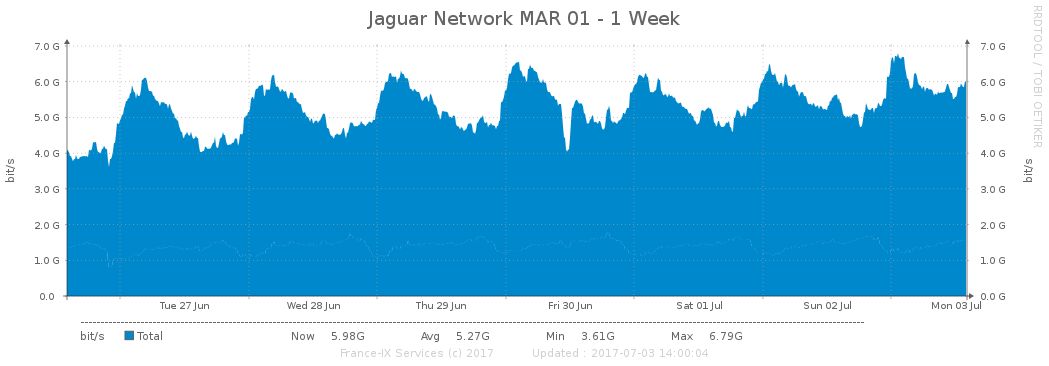 Jaguar Network MAR 01 - 1 Week
RRDTOOL / TOBI OETIKER
bit/s
7.0 G
6.0 G
5.0 G
4.0 G
3.0 G
2.0 G
1.0 G
0.0
7.0 G
6.0 G
5.0 G
4.0 G
3.0 G
2.0 G
1.0 G
0.0 G
bit/s
Tue 27 Jun Wed 28 Jun Thu 29 Jun Fri 30 Jun Sat 01 Jul Sun 02 Jul Mon 03 Jul
bit/s Total Now 5.98G Avg 5.27G Min 3.61G Max 6.79G
France-IX Services (c) 2017 Updated : 2017-07-03 14:00:04